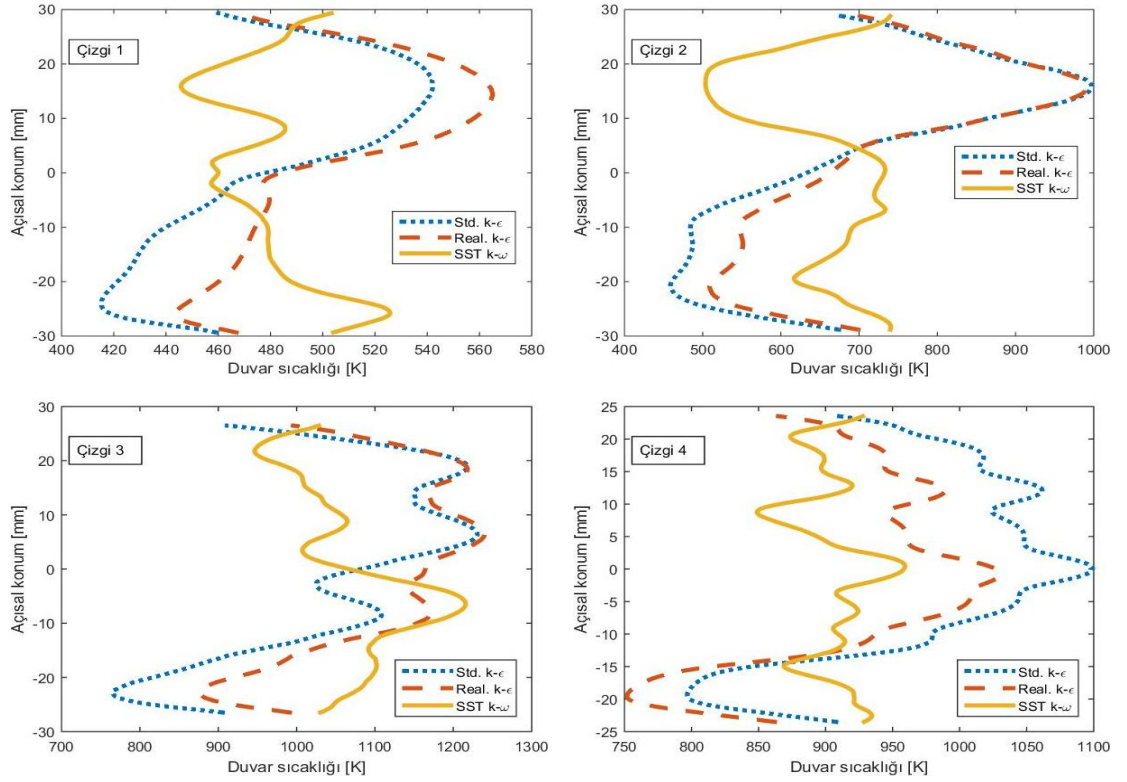 30
20
10
0
-10
-20
-30
Açısal konum [mm]
Çizgi 1
Std. k-ϵ
Real. k-ϵ
SST k-ω
400 420 440 460 480 500 520 540 560 580
Duvar sıcaklığı [K]
30
20
10
0
-10
-20
-30
Açısal konum [mm]
Çizgi 2
Std. k-ϵ
Real. k-ϵ
SST k-ω
400 500 600 700 800 900 1000
Duvar sıcaklığı [K]
30
20
10
0
-10
-20
-30
Açısal konum [mm]
Çizgi 3
Std. k-ϵ
Real. k-ϵ
SST k-ω
700 800 900 1000 1100 1200 1300
Duvar sıcaklığı [K]
25
20
15
10
5
0
-5
-10
-15
-20
-25
Açısal konum [mm]
Çizgi 4
Std. k-ϵ
Real. k-ϵ
SST k-ω
750 800 850 900 950 1000 1050 1100
Duvar sıcaklığı [K]